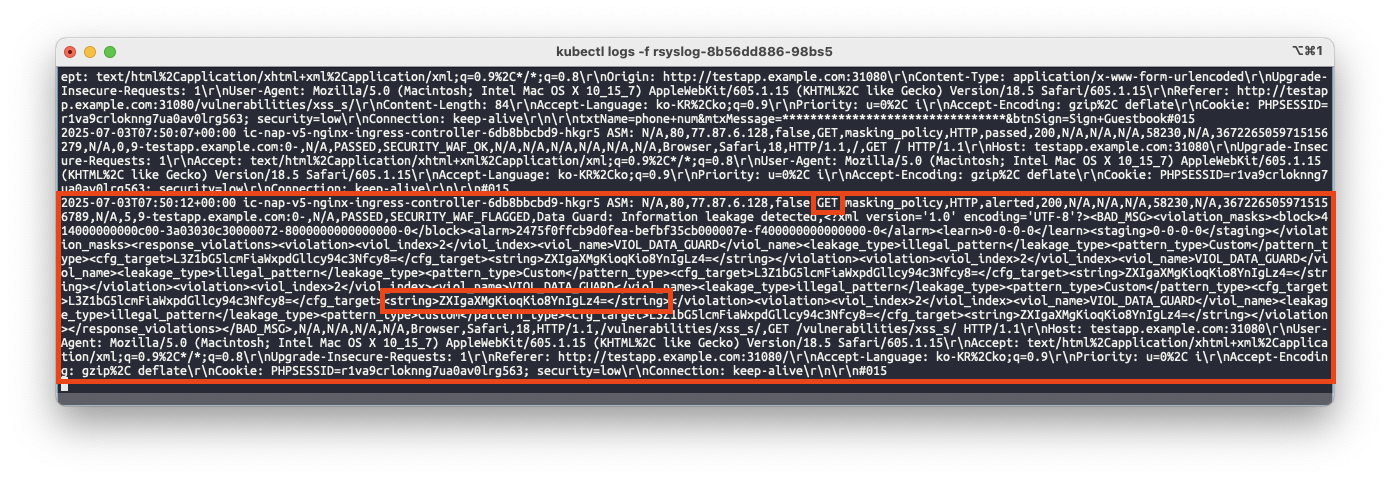 kubectl logs -f rsyslog-8b56dd886-98bs5
⌥⌘1
ept: text/html%2Capplication/xhtml+xml%2Capplication/xml;q=0.9%2C*/*;q=0.8\r\nOrigin: http://testapp.example.com:31080\r\nContent-Type: application/x-www-form-urlencoded\r\nUpgrade-
Insecure-Requests: 1\r\nUser-Agent: Mozilla/5.0 (Macintosh; Intel Mac OS X 10_15_7) AppleWebKit/605.1.15 (KHTML%2C like Gecko) Version/18.5 Safari/605.1.15\r\nReferer: http://testap
p.example.com:31080/vulnerabilities/xss_s/\r\nContent-Length: 84\r\nAccept-Language: ko-KR%2Cko;q=0.9\r\nPriority: u=0%2C i\r\nAccept-Encoding: gzip%2C deflate\r\nCookie: PHPSESSID=
r1va9crloknng7ua0av0lrg563; security=low\r\nConnection: keep-alive\r\n\r\ntxtName=phone+num&mtxMessage=********************************&btnSign=Sign+Guestbook#015
2025-07-03T07:50:07+00:00 ic-nap-v5-nginx-ingress-controller-6db8bbcbd9-hkgr5 ASM: N/A,80,77.87.6.128,false,GET,masking_policy,HTTP,passed,200,N/A,N/A,N/A,58230,N/A,3672265059715156
279,N/A,0,9-testapp.example.com:0-,N/A,PASSED,SECURITY_WAF_OK,N/A,N/A,N/A,N/A,N/A,N/A,Browser,Safari,18,HTTP/1.1,/,GET / HTTP/1.1\r\nHost: testapp.example.com:31080\r\nUpgrade-Insec
ure-Requests: 1\r\nAccept: text/html%2Capplication/xhtml+xml%2Capplication/xml;q=0.9%2C*/*;q=0.8\r\nUser-Agent: Mozilla/5.0 (Macintosh; Intel Mac OS X 10_15_7) AppleWebKit/605.1.15
(KHTML%2C like Gecko) Version/18.5 Safari/605.1.15\r\nAccept-Language: ko-KR%2Cko;q=0.9\r\nPriority: u=0%2C i\r\nAccept-Encoding: gzip%2C deflate\r\nCookie: PHPSESSID=r1va9crloknng7
ua0av0lrg563; security=low\r\nConnection: keep-alive\r\n\r\n#015
2025-07-03T07:50:12+00:00 ic-nap-v5-nginx-ingress-controller-6db8bbcbd9-hkgr5 ASM: N/A,80,77.87.6.128,false,GET,masking_policy,HTTP,alerted,200,N/A,N/A,N/A,58230,N/A,367226505971515
6789,N/A,5,9-testapp.example.com:0-,N/A,PASSED,SECURITY_WAF_FLAGGED,Data Guard: Information leakage detected,<?xml version='1.0' encoding='UTF-8'?><BAD_MSG><violation_masks><block>4
14000000000c00-3a03030c30000072-8000000000000000-0</block><alarm>2475f0ffcb9d0fea-befbf35cb000007e-f400000000000000-0</alarm><learn>0-0-0-0</learn><staging>0-0-0-0</staging></violat
ion_masks><response_violations><violation><viol_index>2</viol_index><viol_name>VIOL_DATA_GUARD</viol_name><leakage_type>illegal_pattern</leakage_type><pattern_type>Custom</pattern_t
ype><cfg_target>L3Z1bG5lcmFiaWxpdGllcy94c3Nfcy8=</cfg_target><string>ZXIgaXMgKioqKio8YnIgLz4=</string></violation><violation><viol_index>2</viol_index><viol_name>VIOL_DATA_GUARD</vi
ol_name><leakage_type>illegal_pattern</leakage_type><pattern_type>Custom</pattern_type><cfg_target>L3Z1bG5lcmFiaWxpdGllcy94c3Nfcy8=</cfg_target><string>ZXIgaXMgKioqKio8YnIgLz4=</str
ing></violation><violation><viol_index>2</viol_index><viol_name>VIOL_DATA_GUARD</viol_name><leakage_type>illegal_pattern</leakage_type><pattern_type>Custom</pattern_type><cfg_target
>L3Z1bG5lcmFiaWxpdGllcy94c3Nfcy8=</cfg_target><string>ZXIgaXMgKioqKio8YnIgLz4=</string></violation><violation><viol_index>2</viol_index><viol_name>VIOL_DATA_GUARD</viol_name><leakag
e_type>illegal_pattern</leakage_type><pattern_type>Custom</pattern_type><cfg_target>L3Z1bG5lcmFiaWxpdGllcy94c3Nfcy8=</cfg_target><string>ZXIgaXMgKioqKio8YnIgLz4=</string></violation
></response_violations></BAD_MSG>,N/A,N/A,N/A,N/A,Browser,Safari,18,HTTP/1.1,/vulnerabilities/xss_s/,GET /vulnerabilities/xss_s/ HTTP/1.1\r\nHost: testapp.example.com:31080\r\nUser-
Agent: Mozilla/5.0 (Macintosh; Intel Mac OS X 10_15_7) AppleWebKit/605.1.15 (KHTML%2C like Gecko) Version/18.5 Safari/605.1.15\r\nAccept: text/html%2Capplication/xhtml+xml%2Capplica
tion/xml;q=0.9%2C*/*;q=0.8\r\nUpgrade-Insecure-Requests: 1\r\nReferer: http://testapp.example.com:31080/\r\nAccept-Language: ko-KR%2Cko;q=0.9\r\nPriority: u=0%2C i\r\nAccept-Encodin
g: gzip%2C deflate\r\nCookie: PHPSESSID=r1va9crloknng7ua0av0lrg563; security=low\r\nConnection: keep-alive\r\n\r\n#015